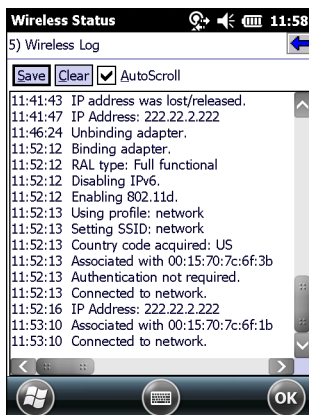 Wireless Status 11:58
5) Wireless Log
Save Clear AutoScroll
11:41:43 IP address was lost/released.
11:41:47 IP Address: 222.22.2.222
11:46:24 Unbinding adapter.
11:52:12 Binding adapter.
11:52:12 RAL type: Full functional
11:52:12 Disabling IPv6.
11:52:12 Enabling 802.11d.
11:52:13 Using profile: network
11:52:13 Setting SSID: network
11:52:13 Country code acquired: US
11:52:13 Associated with 00:15:70:7c:6f:3b
11:52:13 Authentication not required.
11:52:13 Connected to network.
11:52:16 IP Address: 222.22.2.222
11:53:10 Associated with 00:15:70:7c:6f:1b
11:53:10 Connected to network.
OK